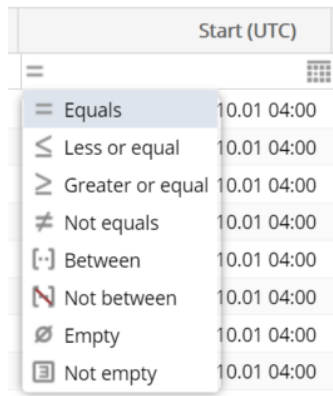 Start (UTC)
=
= Equals 10.01 04:00
≤ Less or equal 10.01 04:00
≥ Greater or equal 10.01 04:00
≠ Not equals 10.01 04:00
[··] Between 10.01 04:00
Not between 10.01 04:00
Ø Empty 10.01 04:00
3 Not empty 10.01 04:00